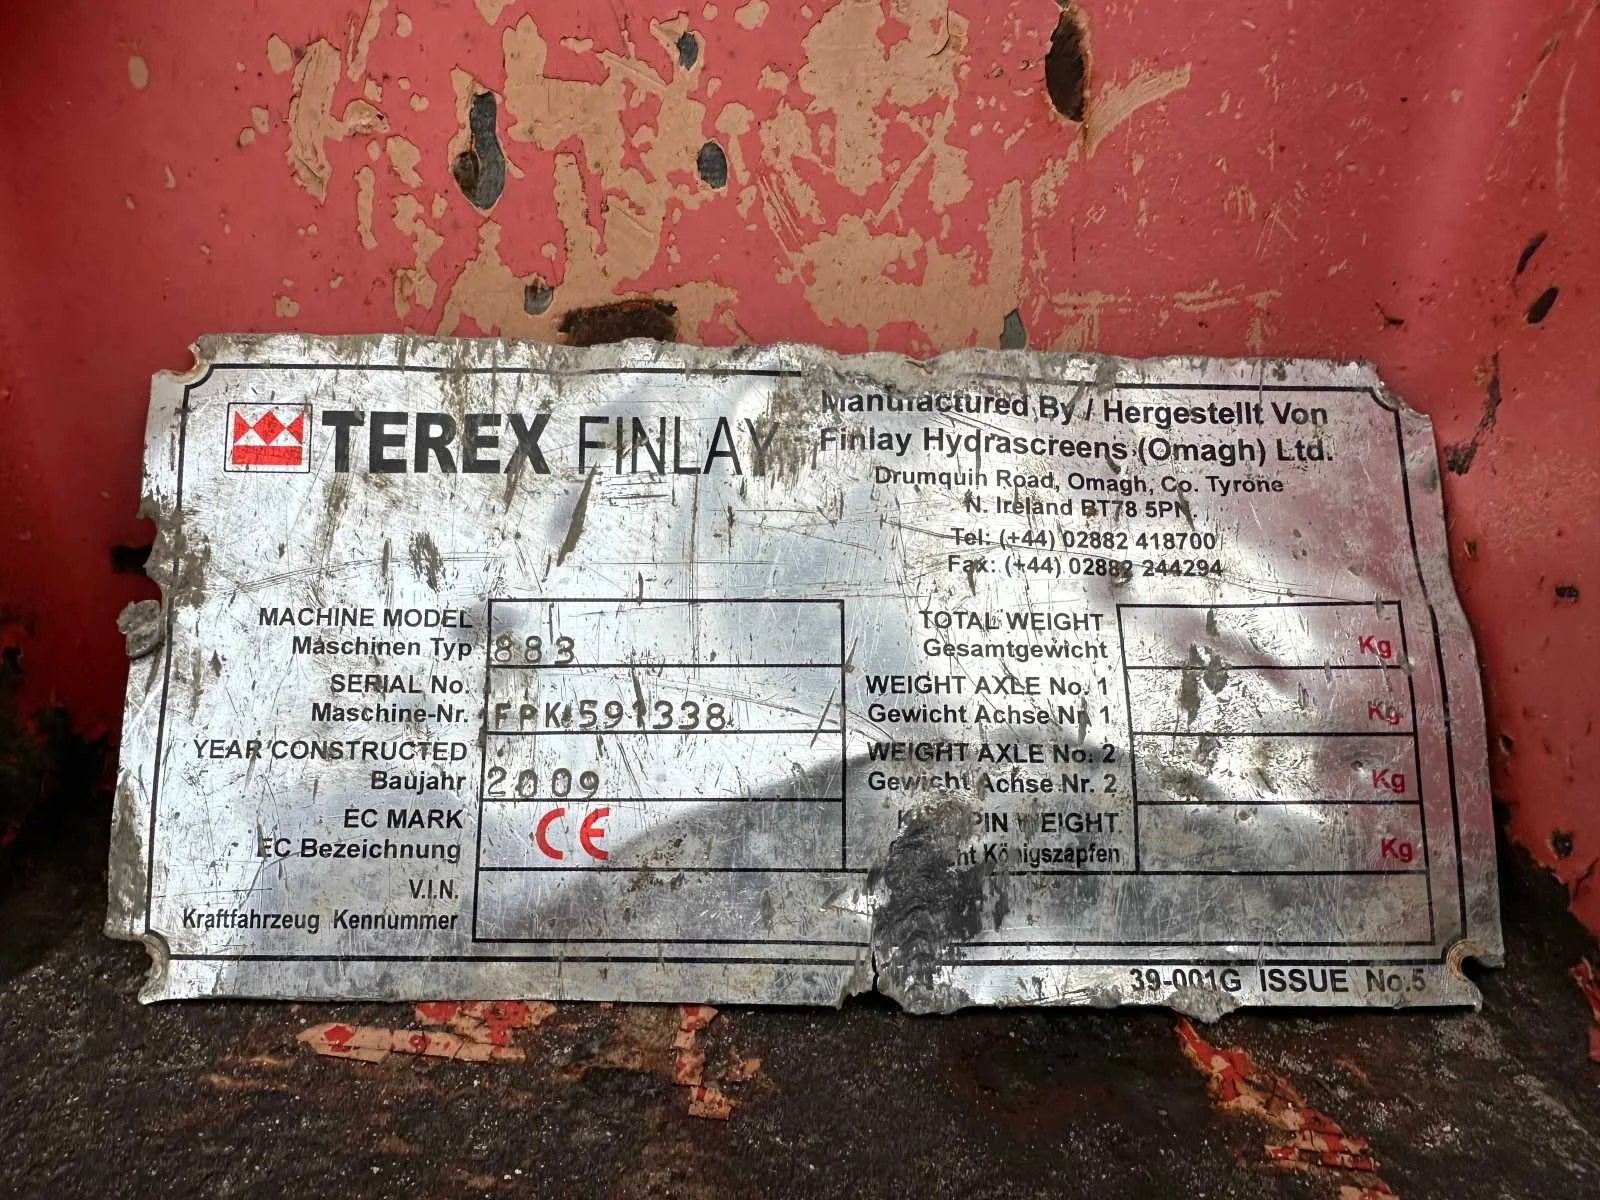 TEREX FINLAY
Manufactured By / Hergestellt Von
Finlay Hydrascreens (Omagh) Ltd.
Drumquin Road, Omagh, Co. Tyrone
N. Ireland BT78 5PN.
Tel: (+44) 02882 418700
Fax: (+44) 02882 244294
MACHINE MODEL
Maschinen Typ 883
SERIAL No.
Maschine-Nr. FPK591338
YEAR CONSTRUCTED
Baujahr 2009
EC MARK
EC Bezeichnung CE
V.I.N.
Kraftfahrzeug Kennummer
TOTAL WEIGHT
Gesamtgewicht Kg
WEIGHT AXLE No. 1
Gewicht Achse Nr. 1 Kg
WEIGHT AXLE No. 2
Gewicht Achse Nr. 2 Kg
WEIGHT
Königszapfen Kg
39-001G ISSUE No.5